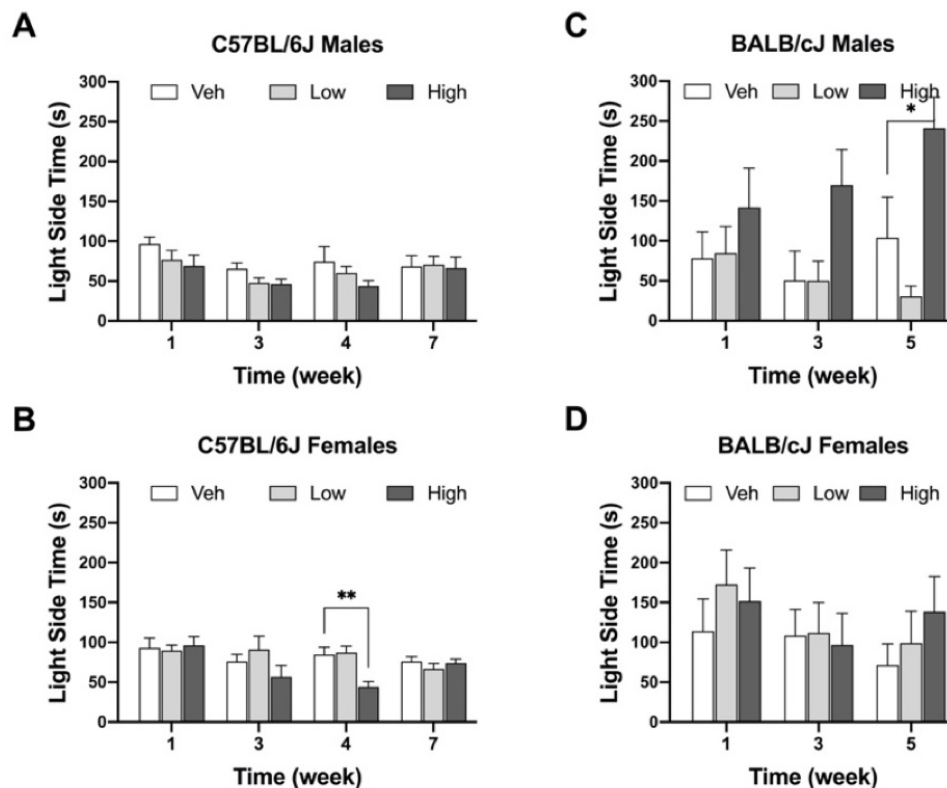 A
C57BL/6J Males
300
250
200
150
100
50
0
Light Side Time (s)
Veh Low High
1 3 4 7
Time (week)
B
C57BL/6J Females
300
250
200
150
100
50
0
Light Side Time (s)
Veh Low High
**
1 3 4 7
Time (week)
C
BALB/cJ Males
300
250
200
150
100
50
0
Light Side Time (s)
Veh Low High
*
1 3 5
Time (week)
D
BALB/cJ Females
300
250
200
150
100
50
0
Light Side Time (s)
Veh Low High
1 3 5
Time (week)